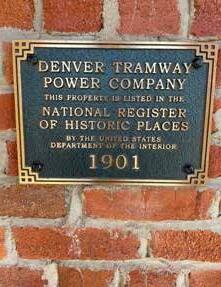 DENVER TRAMWAY
POWER COMPANY
THIS PROPERTY IS LISTED IN THE
NATIONAL REGISTER
OF HISTORIC PLACES
BY THE UNITED STATES
DEPARTMENT OF THE INTERIOR
1901